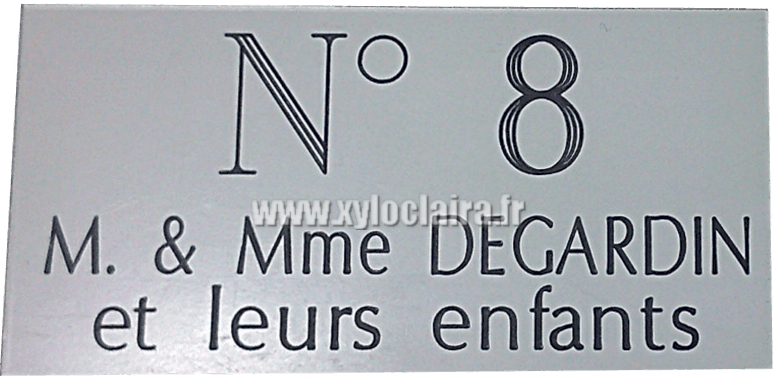 N° 8
www.xyloclaira.fr
M. & Mme DEGARDIN
et leurs enfants